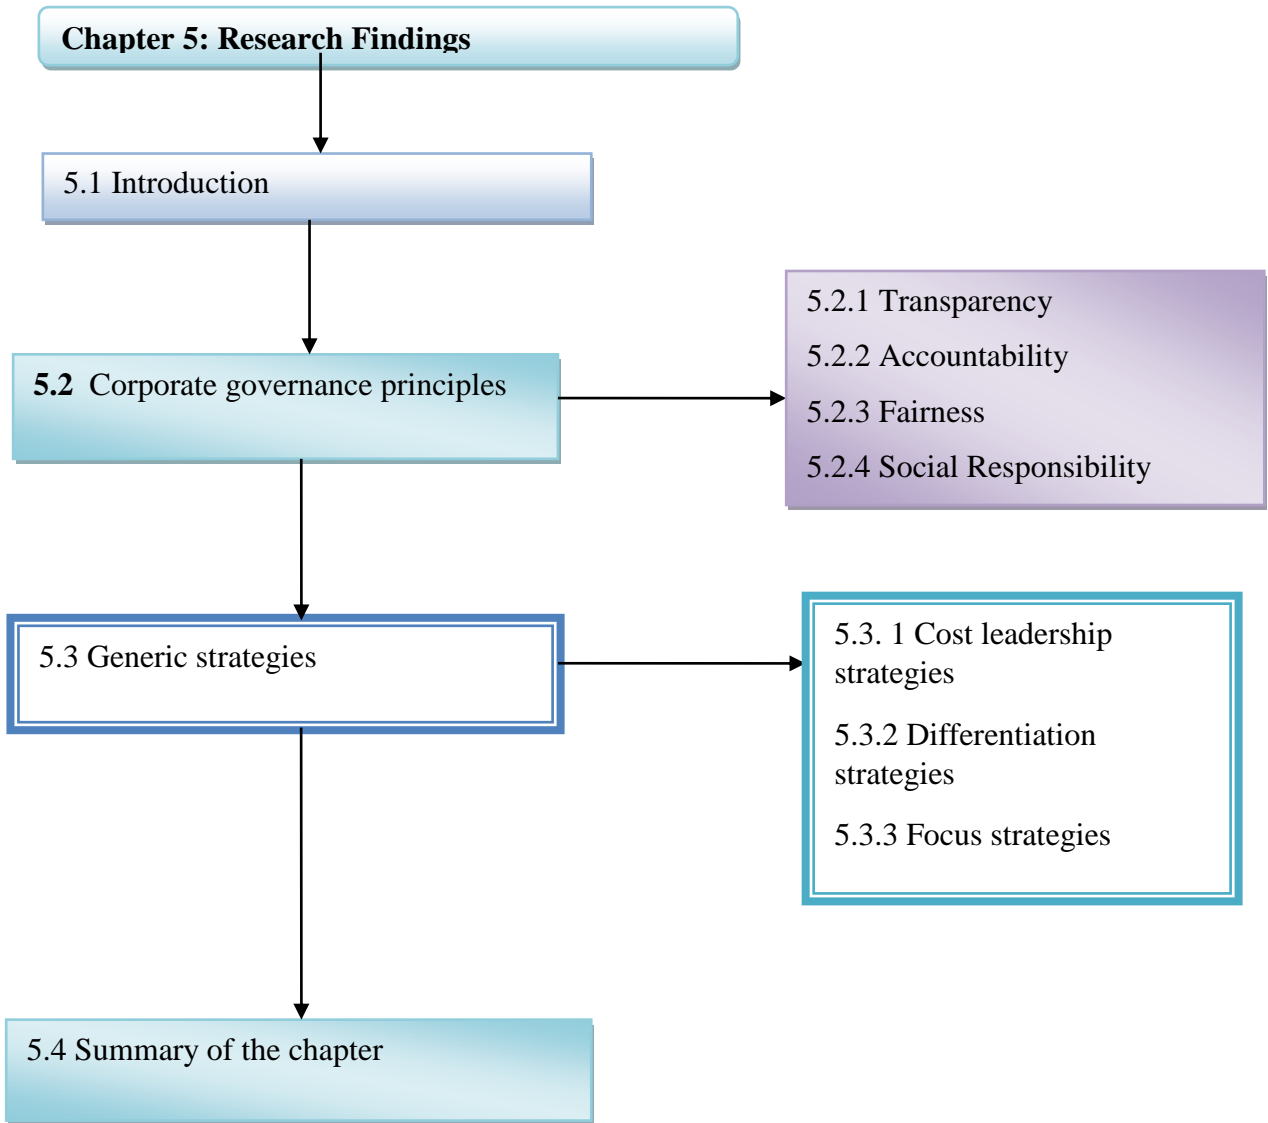 Chapter 5: Research Findings
5.1 Introduction
5.2 Corporate governance principles
5.2.1 Transparency
5.2.2 Accountability
5.2.3 Fairness
5.2.4 Social Responsibility
5.3 Generic strategies
5.3. 1 Cost leadership
strategies
5.3.2 Differentiation
strategies
5.3.3 Focus strategies
5.4 Summary of the chapter